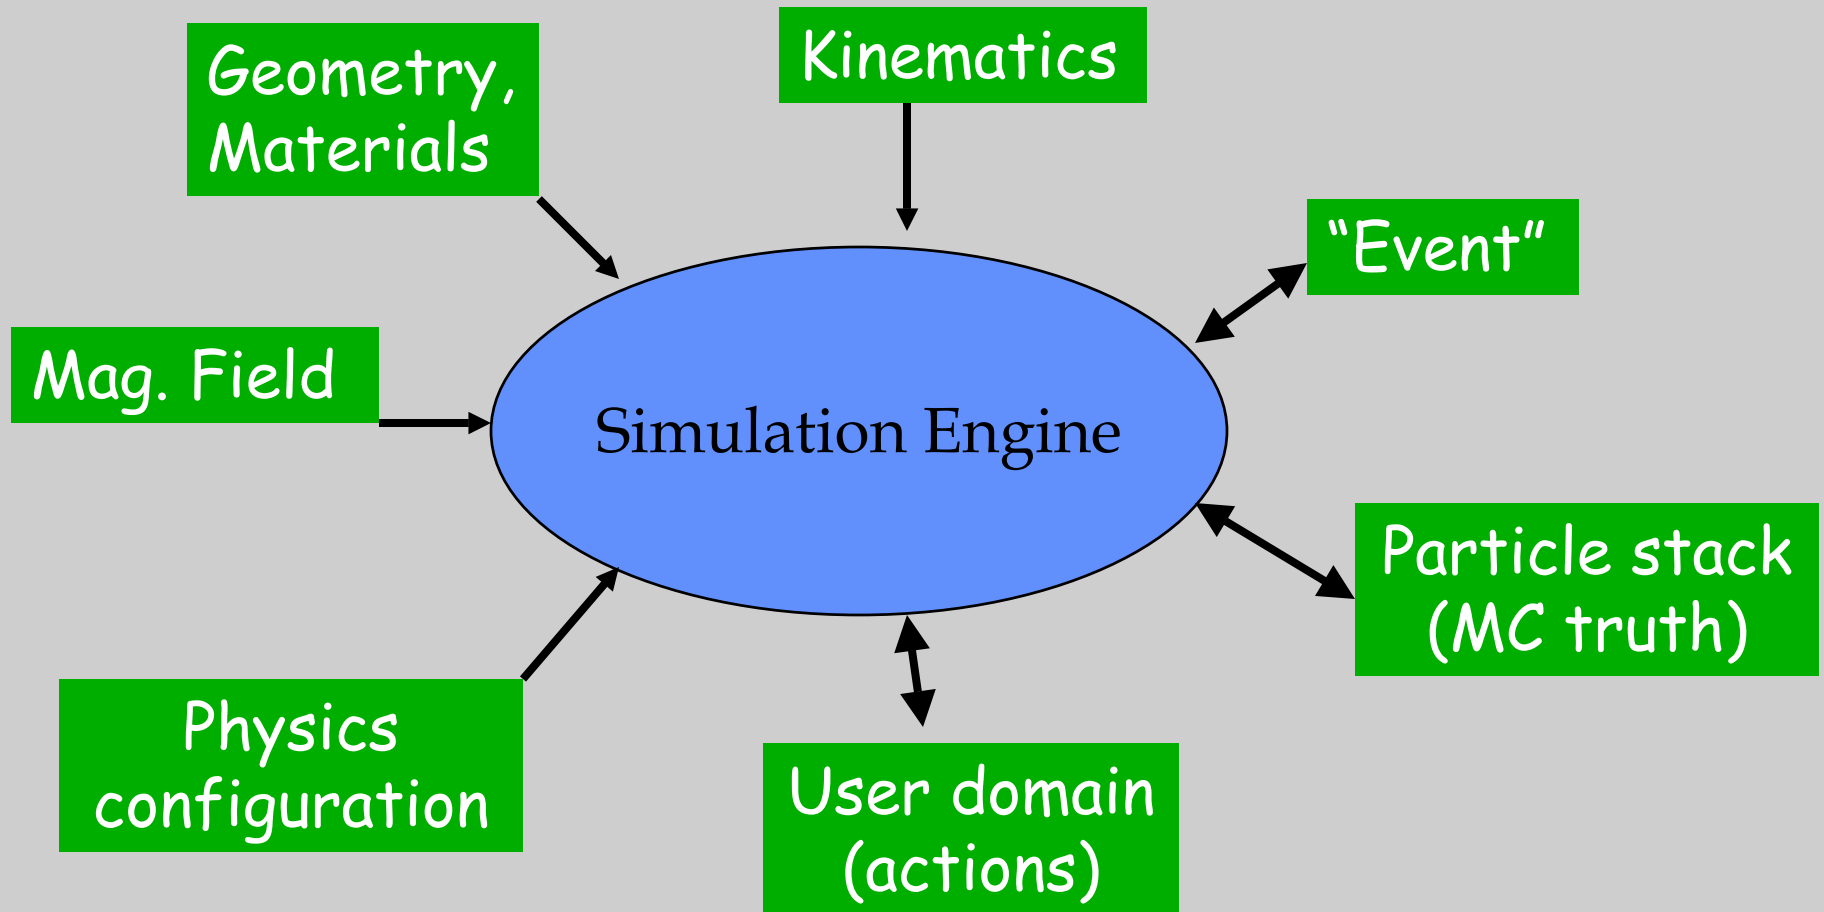 Geometry,
Materials
Kinematics
“Event”
Mag. Field
Simulation Engine
Particle stack
(MC truth)
Physics
configuration
User domain
(actions)